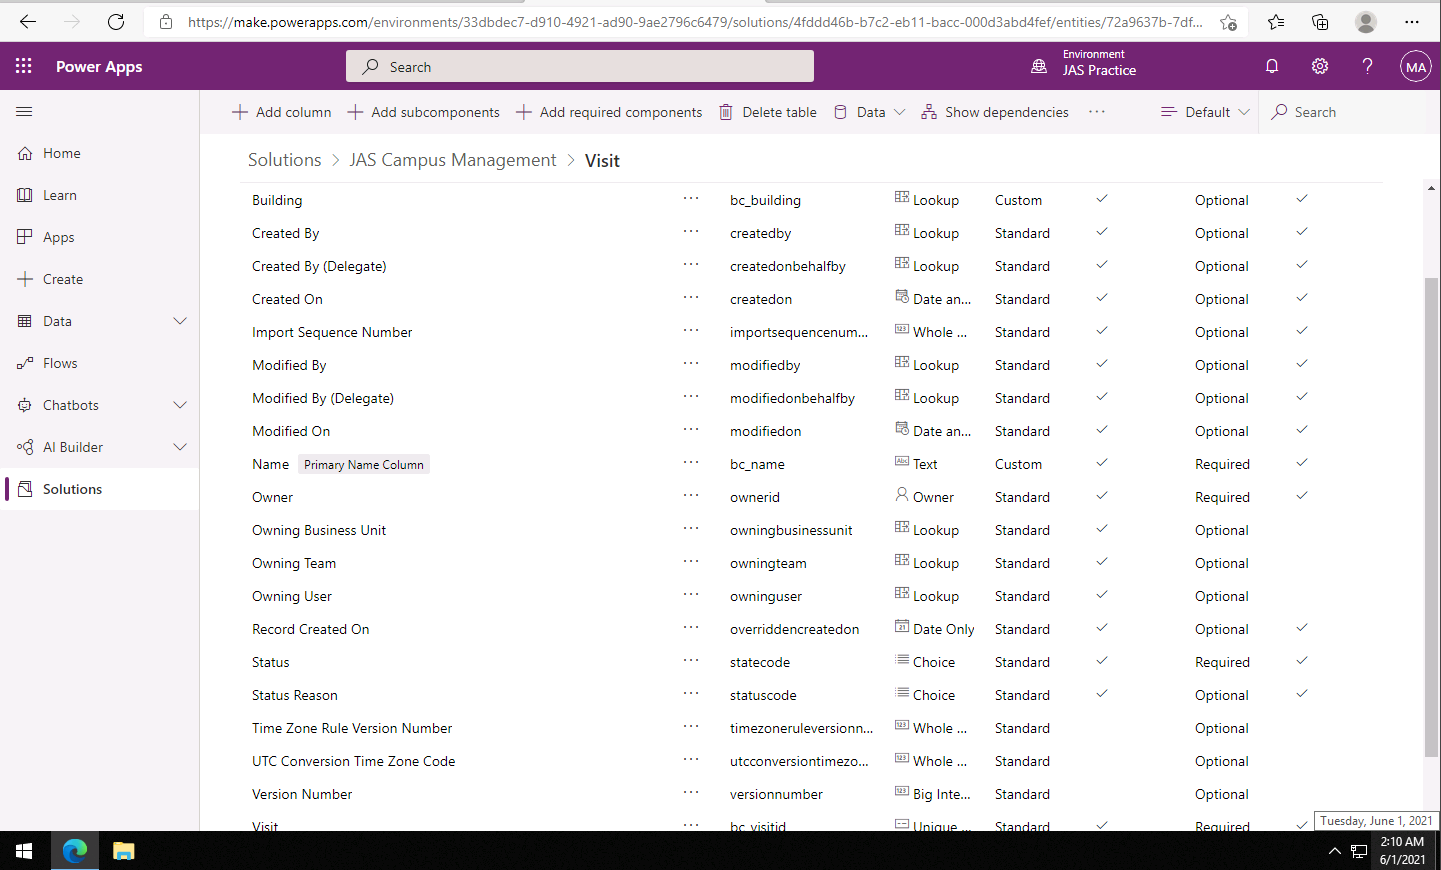 https://make.powerapps.com/environments/33dbdec7-d910-4921-ad90-9ae2796c6479/solutions/4fddd46b-b7c2-eb11-bacc-000d3abd4fef/entities/72a9637b-7df...
Power Apps
Search
Environment
JAS Practice
MA
Add column
Add subcomponents
Add required components
Delete table
Data
Show dependencies
Default
Search
Home
Learn
Apps
Create
Data
Flows
Chatbots
AI Builder
Solutions
Solutions > JAS Campus Management > Visit
Building ... bc_building Lookup Custom Optional
Created By ... createdby Lookup Standard Optional
Created By (Delegate) ... createdonbehalfby Lookup Standard Optional
Created On ... createdon Date an... Standard Optional
Import Sequence Number ... importsequencenum... Whole ... Standard Optional
Modified By ... modifiedby Lookup Standard Optional
Modified By (Delegate) ... modifiedonbehalfby Lookup Standard Optional
Modified On ... modifiedon Date an... Standard Optional
Name Primary Name Column ... bc_name Abc Text Custom Required
Owner ... ownerid Owner Standard Required
Owning Business Unit ... owningbusinessunit Lookup Standard Optional
Owning Team ... owningteam Lookup Standard Optional
Owning User ... owninguser Lookup Standard Optional
Record Created On ... overriddencreatedon 21 Date Only Standard Optional
Status ... statecode Choice Standard Required
Status Reason ... statuscode Choice Standard Optional
Time Zone Rule Version Number ... timezoneruleversionn... Whole ... Standard Optional
UTC Conversion Time Zone Code ... utcconversiontimezo... Whole ... Standard Optional
Version Number ... versionnumber Big Inte... Standard Optional
Visit ... bc_visitid Unique ... Standard Required
Tuesday, June 1, 2021
2:10 AM
6/1/2021